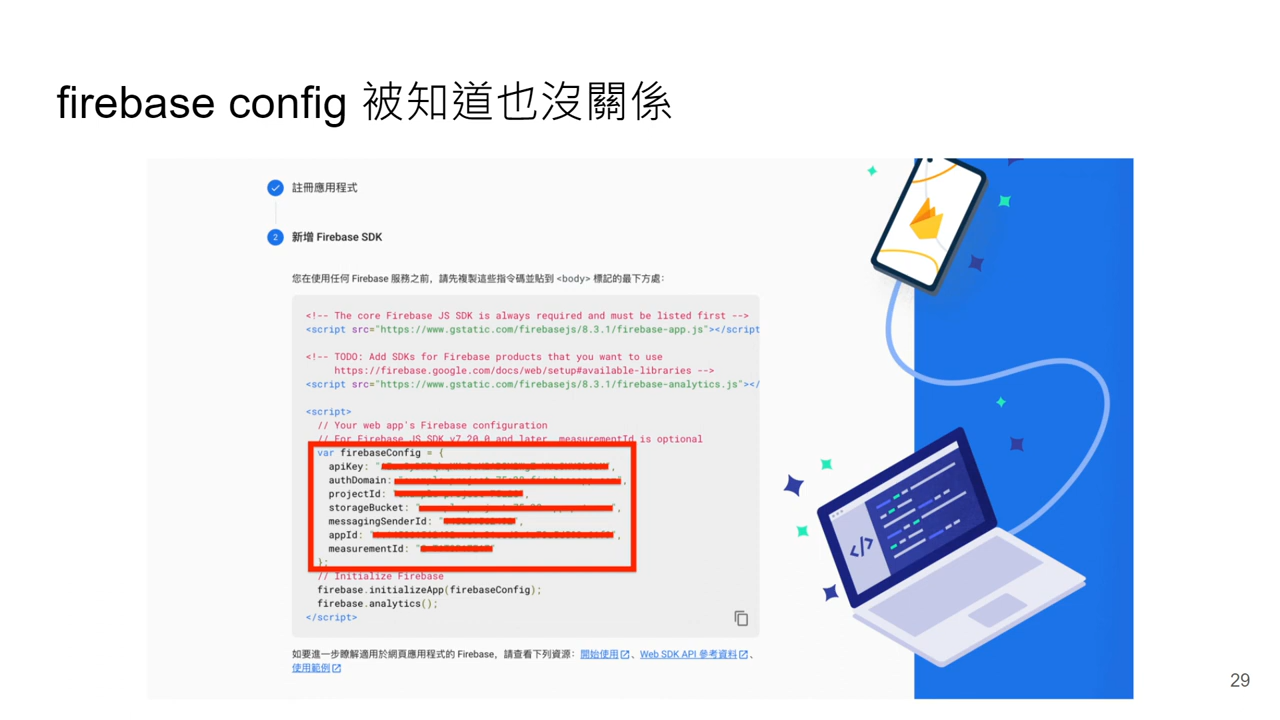 firebase config 被知道也沒關係
註冊應用程式
2 新增 Firebase SDK
您在使用任何 Firebase 服務之前，請先複製這些指令碼並貼到 <body> 標記的最下方處：
<!-- The core Firebase JS SDK is always required and must be listed first -->
<script src="https://www.gstatic.com/firebasejs/8.3.1/firebase-app.js"></script
<!-- TODO: Add SDKs for Firebase products that you want to use
https://firebase.google.com/docs/web/setup#available-libraries -->
<script src="https://www.gstatic.com/firebasejs/8.3.1/firebase-analytics.js"></
<script>
// Your web app's Firebase configuration
// For Firebase JS SDK v7.20.0 and later, measurementId is optional
var firebaseConfig = {
apiKey: "
authDomain: "
projectId: "
storageBucket: "
messagingSenderId: "
appId: "
measurementId: "
};
// Initialize Firebase
firebase.initializeApp(firebaseConfig);
firebase.analytics();
</script>
如要進一步瞭解適用於網頁應用程式的 Firebase，請查看下列資源：開始使用、Web SDK API 參考資料、
使用範例
</>
29